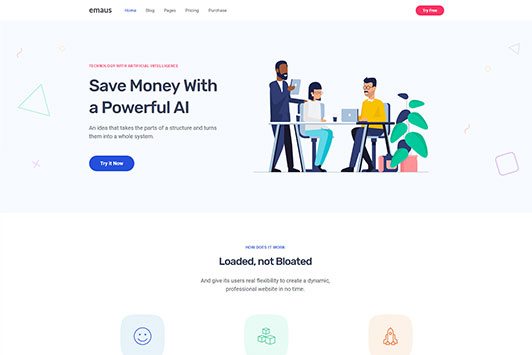 emaus
Home Blog Pages Pricing Purchase
Try Free
TECHNOLOGY WITH ARTIFICIAL INTELLIGENCE
Save Money With
a Powerful AI
An idea that takes the parts of a structure and turns
them into a whole system.
Try It Now
HOW DOES IT WORK
Loaded, not Bloated
And give its users real flexibility to create a dynamic,
professional website in no time.